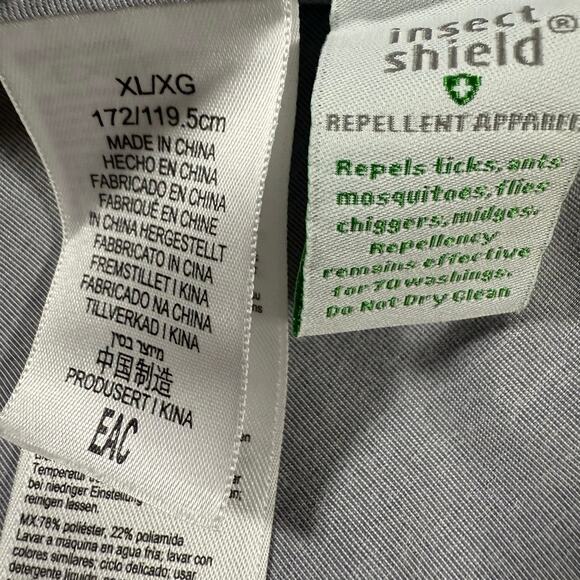 XL/XG
172/119.5cm
MADE IN CHINA
HECHO EN CHINA
FABRICADO EN CHINA
FABRIQUÉ EN CHINE
IN CHINA HERGESTELLT
FABBRICATO IN CINA
FREMSTILLET I KINA
FABRICADO NA CHINA
TILLVERKAD I KINA
מיוצר בסין
中国制造
PRODUSERT I KINA
EAC
bei niedriger Einstellung
reinigen lassen.
MX:78% poliéster, 22% poliamida
Lavar a máquina en agua fria; lavar con
colores similares; ciclo delicado; usar
detergente líquido
insect
shield®
REPELLENT APPAREL
Repels ticks, ants
mosquitoes, flies
chiggers, midges.
Repellency
remains effective
for 70 washings.
Do Not Dry Clean